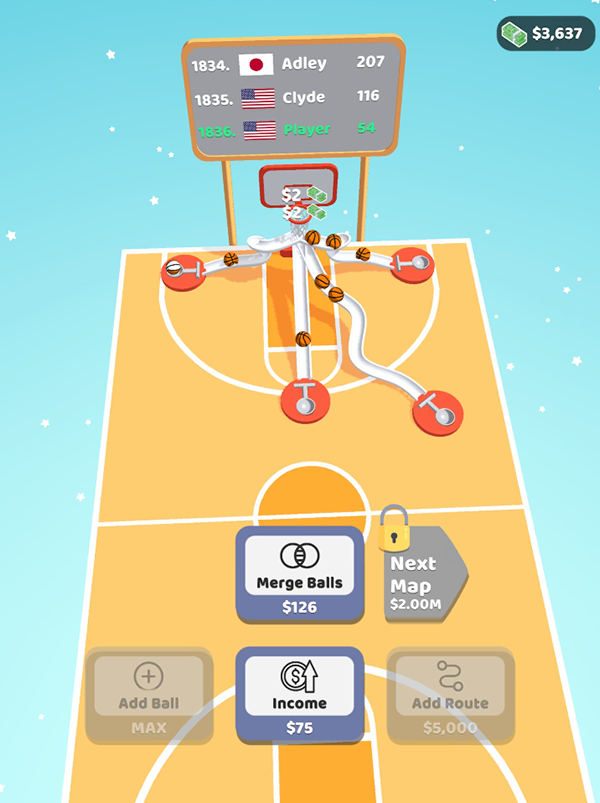 $3,637
1834. Adley 207
1835. Clyde 116
1836. Player 54
$2
$2
Merge Balls
$126
Next
Map
$2.00M
Add Ball
MAX
Income
$75
Add Route
$5,000